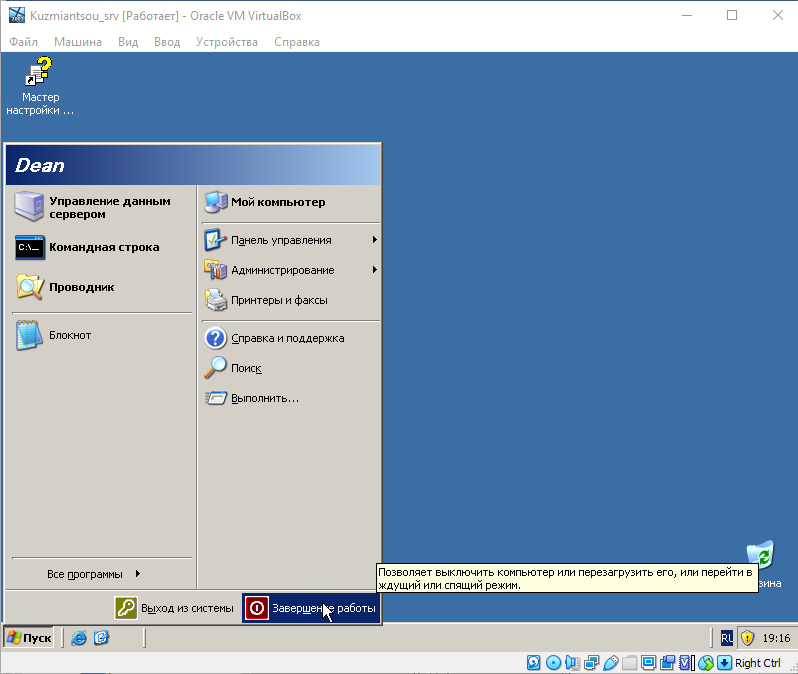 Kuzmiantsou_srv [Работает] - Oracle VM VirtualBox
Файл Машина Вид Ввод Устройства Справка
Мастер
настройки ...
Dean
Управление данным
сервером
Командная строка
Проводник
Блокнот
Все программы
Мой компьютер
Панель управления
Администрирование
Принтеры и факсы
Справка и поддержка
Поиск
Выполнить...
Выход из системы
Завершение работы
Позволяет выключить компьютер или перезагрузить его, или перейти в
ждущий или спящий режим.
зина
Пуск
RU
19:16
Right Ctrl